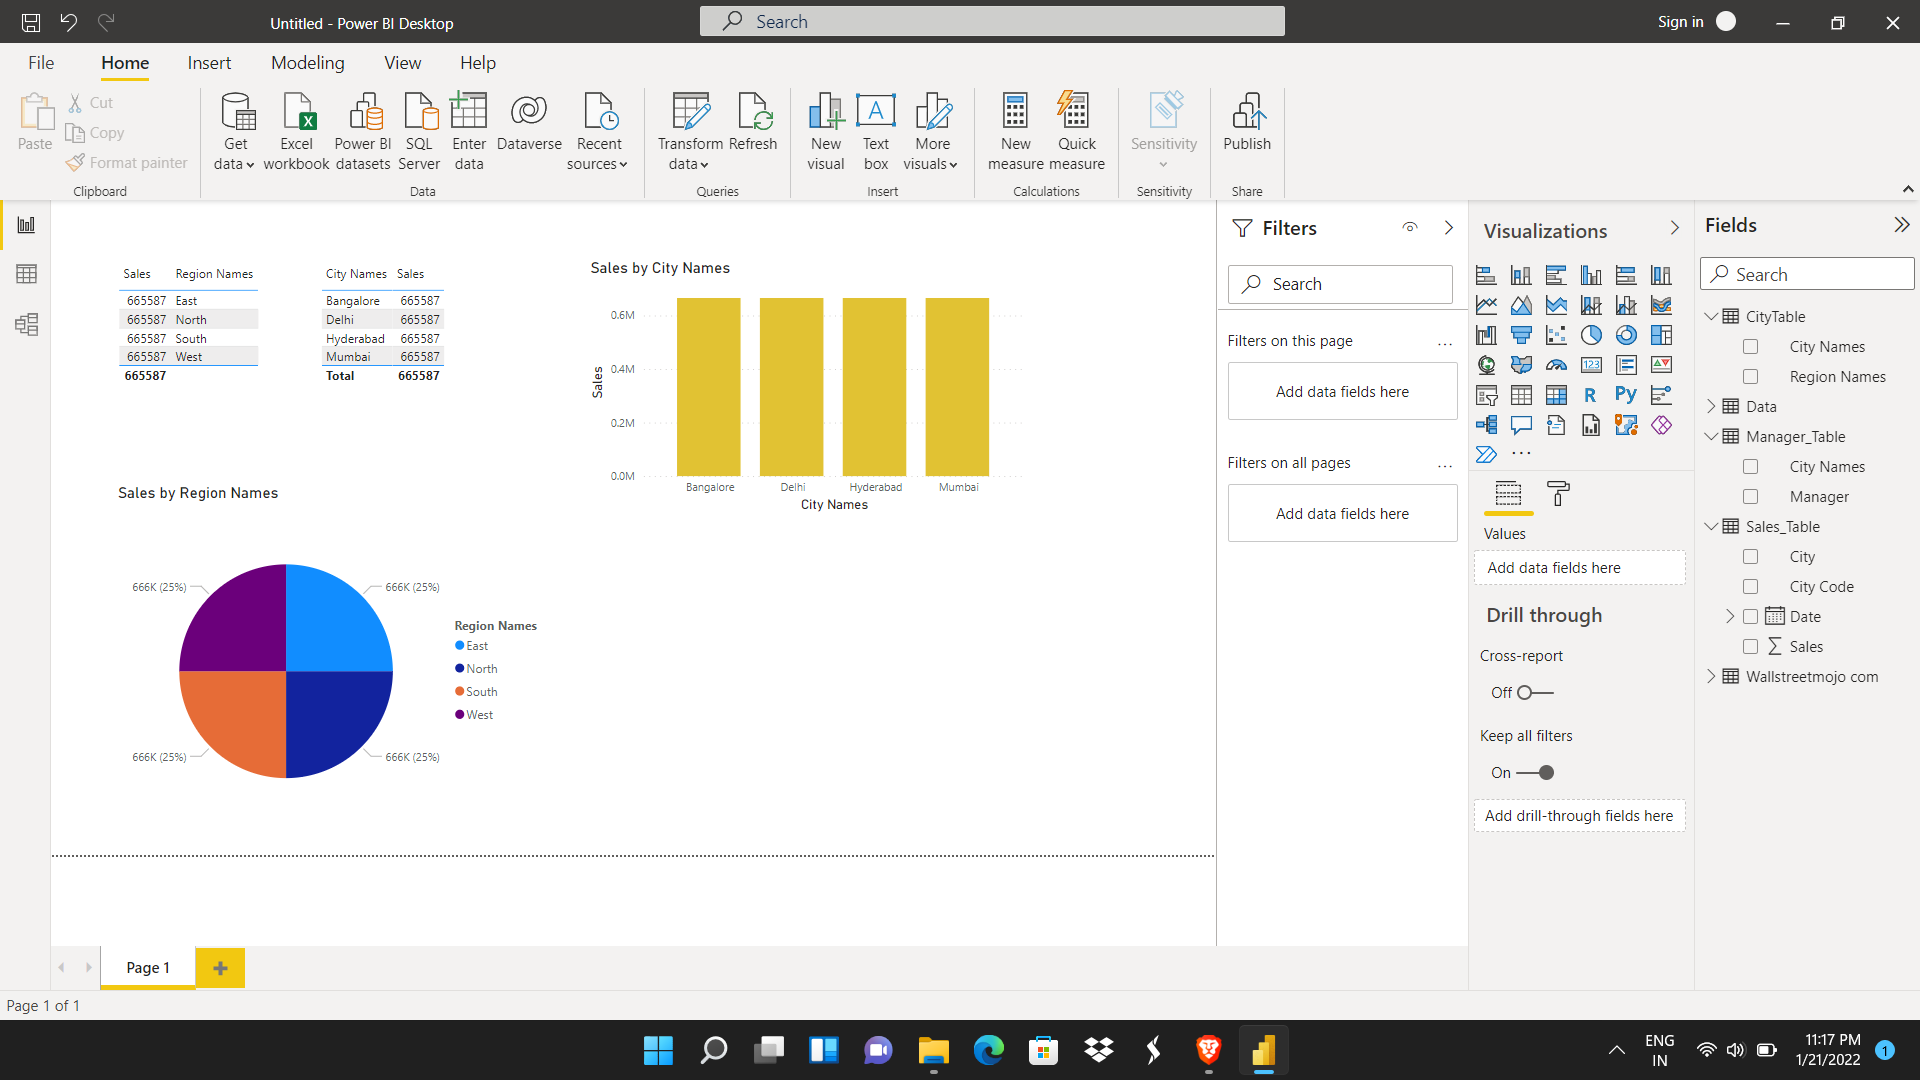 Untitled - Power BI Desktop
Search
Sign in
File Home Insert Modeling View Help
Paste
Cut
Copy
Format painter
Clipboard
Get data
Excel workbook
Power BI datasets
SQL Server
Enter data
Dataverse
Recent sources
Data
Transform data
Refresh
Queries
New visual
Text box
More visuals
Insert
New measure
Quick measure
Calculations
Sensitivity
Sensitivity
Publish
Share
Sales Region Names
665587 East
665587 North
665587 South
665587 West
665587
City Names Sales
Bangalore 665587
Delhi 665587
Hyderabad 665587
Mumbai 665587
Total 665587
Sales by City Names
Sales
0.6M
0.4M
0.2M
0.0M
Bangalore Delhi Hyderabad Mumbai
City Names
Sales by Region Names
666K (25%)
666K (25%)
666K (25%)
666K (25%)
Region Names
East
North
South
West
Filters
Search
Filters on this page ...
Add data fields here
Filters on all pages ...
Add data fields here
Visualizations
123
R
Py
...
Values
Add data fields here
Drill through
Cross-report
Off
Keep all filters
On
Add drill-through fields here
Fields
Search
CityTable
City Names
Region Names
Data
Manager_Table
City Names
Manager
Sales_Table
City
City Code
Date
Sales
Wallstreetmojo com
Page 1
Page 1 of 1
ENG
IN
11:17 PM
1/21/2022
1